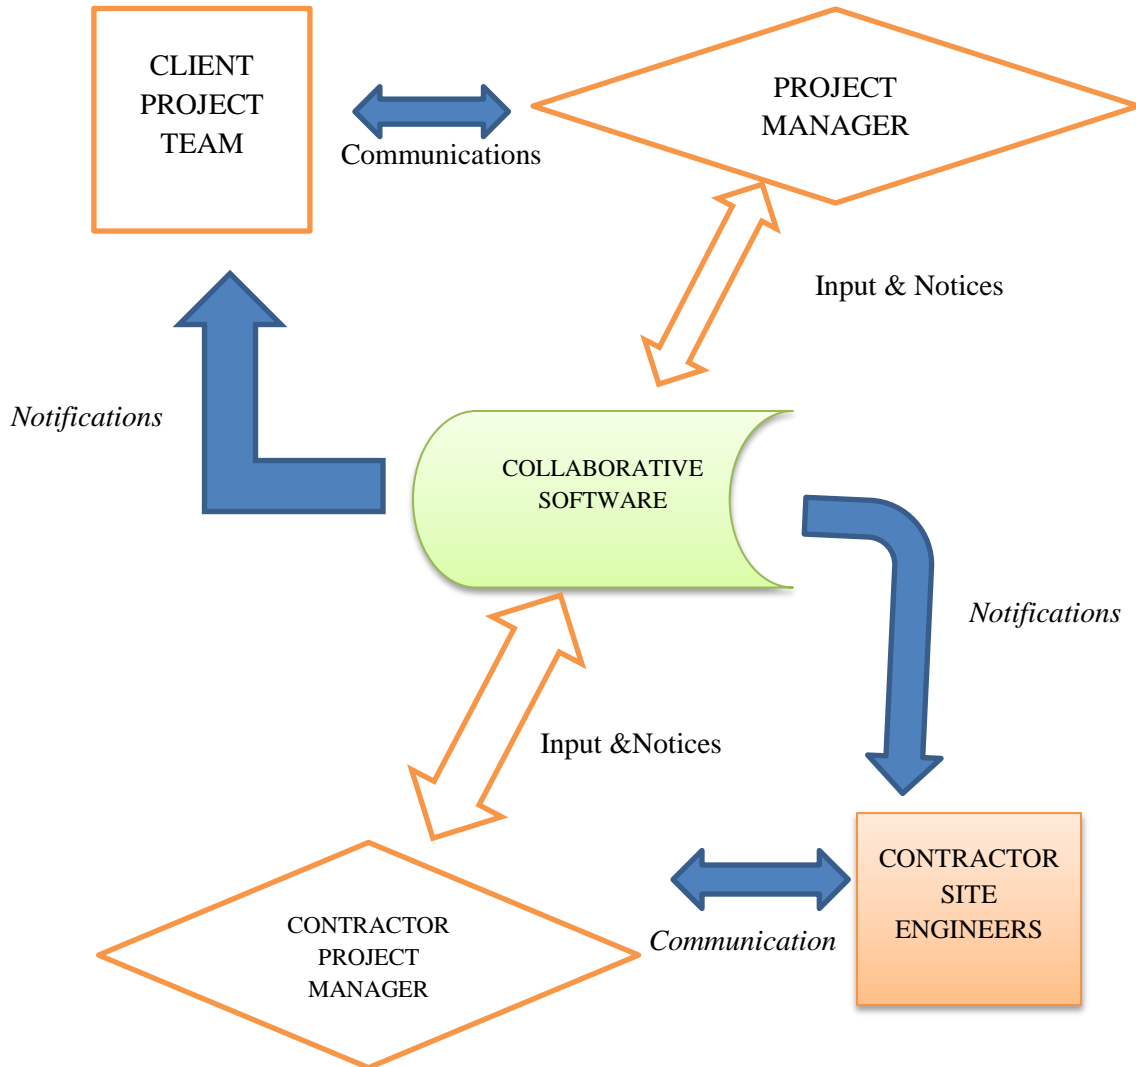 CLIENT
PROJECT
TEAM
PROJECT
MANAGER
Communications
Input & Notices
Notifications
COLLABORATIVE
SOFTWARE
Notifications
Input &Notices
CONTRACTOR
SITE
ENGINEERS
CONTRACTOR
PROJECT
MANAGER
Communication